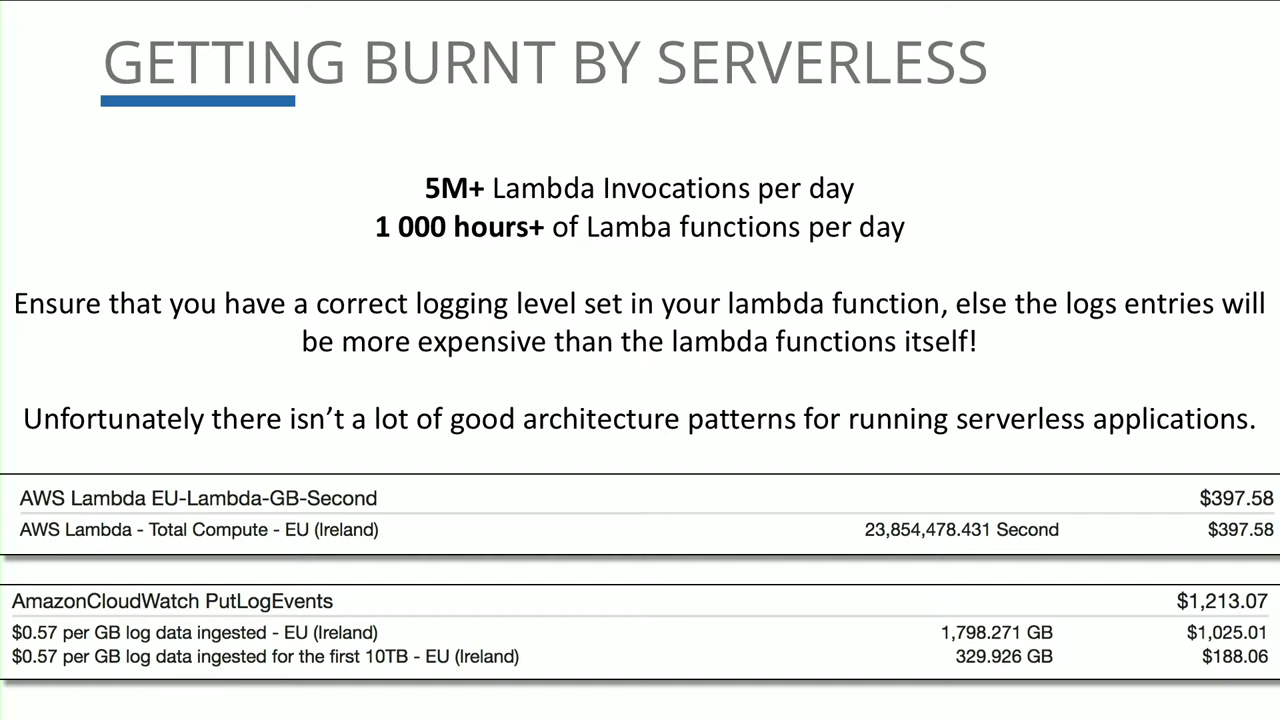 GETTING BURNT BY SERVERLESS
5M+ Lambda Invocations per day
1 000 hours+ of Lamba functions per day
Ensure that you have a correct logging level set in your lambda function, else the logs entries will
be more expensive than the lambda functions itself!
Unfortunately there isn’t a lot of good architecture patterns for running serverless applications.
AWS Lambda EU-Lambda-GB-Second $397.58
AWS Lambda - Total Compute - EU (Ireland) 23,854,478.431 Second $397.58
AmazonCloudWatch PutLogEvents $1,213.07
$0.57 per GB log data ingested - EU (Ireland) 1,798.271 GB $1,025.01
$0.57 per GB log data ingested for the first 10TB - EU (Ireland) 329.926 GB $188.06